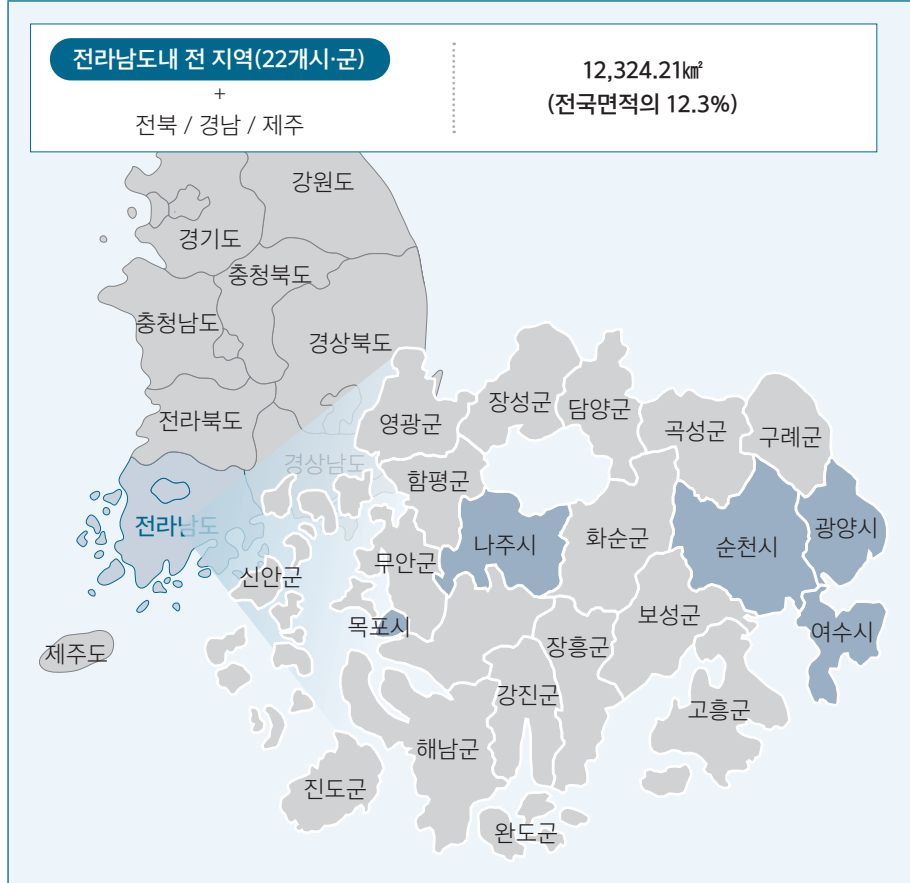 전라남도내 전 지역(22개시·군)
+
전북 / 경남 / 제주
12,324.21㎢
(전국면적의 12.3%)
강원도
경기도
충청북도
충청남도
경상북도
전라북도
경상남도
전라남도
제주도
영광군
장성군
담양군
곡성군
구례군
함평군
나주시
화순군
순천시
광양시
신안군
무안군
목포시
보성군
여수시
장흥군
강진군
고흥군
해남군
진도군
완도군